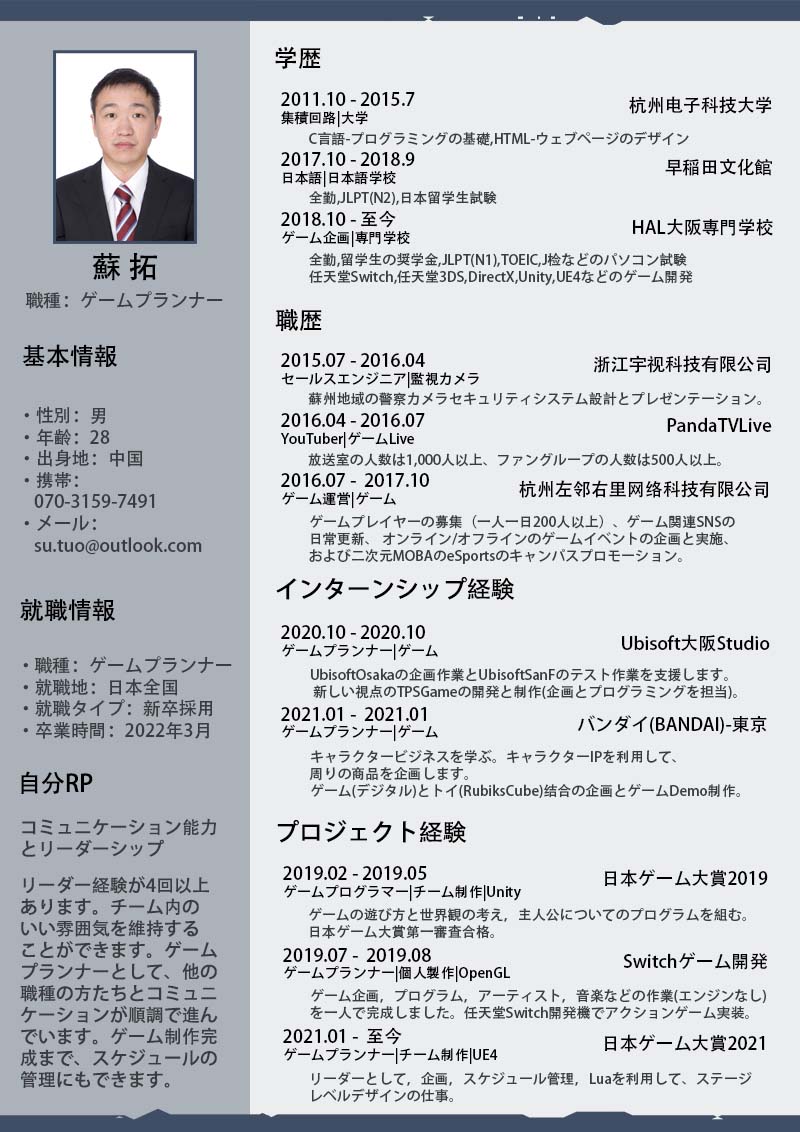 蘇 拓
職種：ゲームプランナー
基本情報
・性別：男
・年齢：28
・出身地：中国
・携帯：
070-3159-7491
・メール：
su.tuo@outlook.com
就職情報
・職種：ゲームプランナー
・就職地：日本全国
・就職タイプ：新卒採用
・卒業時間：2022年3月
自分RP
コミュニケーション能力
とリーダーシップ
リーダー経験が4回以上
あります。チーム内の
いい雰囲気を維持する
ことができます。ゲーム
プランナーとして、他の
職種の方たちとコミュニ
ケーションが順調で進ん
でいます。ゲーム制作完
成まで、スケジュールの
管理にもできます。
学歴
2011.10 - 2015.7 杭州电子科技大学
集積回路|大学
C言語-プログラミングの基礎,HTML-ウェブページのデザイン
2017.10 - 2018.9 早稲田文化館
日本語|日本語学校
全勤,JLPT(N2),日本留学生試験
2018.10 - 至今 HAL大阪専門学校
ゲーム企画|専門学校
全勤,留学生の奨学金,JLPT(N1),TOEIC,J检などのパソコン試験
任天堂Switch,任天堂3DS,DirectX,Unity,UE4などのゲーム開発
職歴
2015.07 - 2016.04 浙江宇视科技有限公司
セールスエンジニア|監視カメラ
蘇州地域の警察カメラセキュリティシステム設計とプレゼンテーション。
2016.04 - 2016.07 PandaTVLive
YouTuber|ゲームLive
放送室の人数は1,000人以上、ファングループの人数は500人以上。
2016.07 - 2017.10 杭州左邻右里网络科技有限公司
ゲーム運営|ゲーム
ゲームプレイヤーの募集（一人一日200人以上）、ゲーム関連SNSの
日常更新、 オンライン/オフラインのゲームイベントの企画と実施、
および二次元MOBAのeSportsのキャンパスプロモーション。
インターンシップ経験
2020.10 - 2020.10 Ubisoft大阪Studio
ゲームプランナー|ゲーム
UbisoftOsakaの企画作業とUbisoftSanFのテスト作業を支援します。
新しい視点のTPSGameの開発と制作(企画とプログラミングを担当)。
2021.01 - 2021.01 バンダイ(BANDAI)-東京
ゲームプランナー|ゲーム
キャラクタービジネスを学ぶ。キャラクターIPを利用して、
周りの商品を企画します。
ゲーム(デジタル)とトイ(RubiksCube)結合の企画とゲームDemo制作。
プロジェクト経験
2019.02 - 2019.05 日本ゲーム大賞2019
ゲームプログラマー|チーム制作|Unity
ゲームの遊び方と世界観の考え，主人公についてのプログラムを組む。
日本ゲーム大賞第一審査合格。
2019.07 - 2019.08 Switchゲーム開発
ゲームプランナー|個人製作|OpenGL
ゲーム企画，プログラム，アーティスト，音楽などの作業(エンジンなし)
を一人で完成しました。任天堂Switch開発機でアクションゲーム実装。
2021.01 - 至今 日本ゲーム大賞2021
ゲームプランナー|チーム制作|UE4
リーダーとして，企画，スケジュール管理，Luaを利用して、ステージ
レベルデザインの仕事。